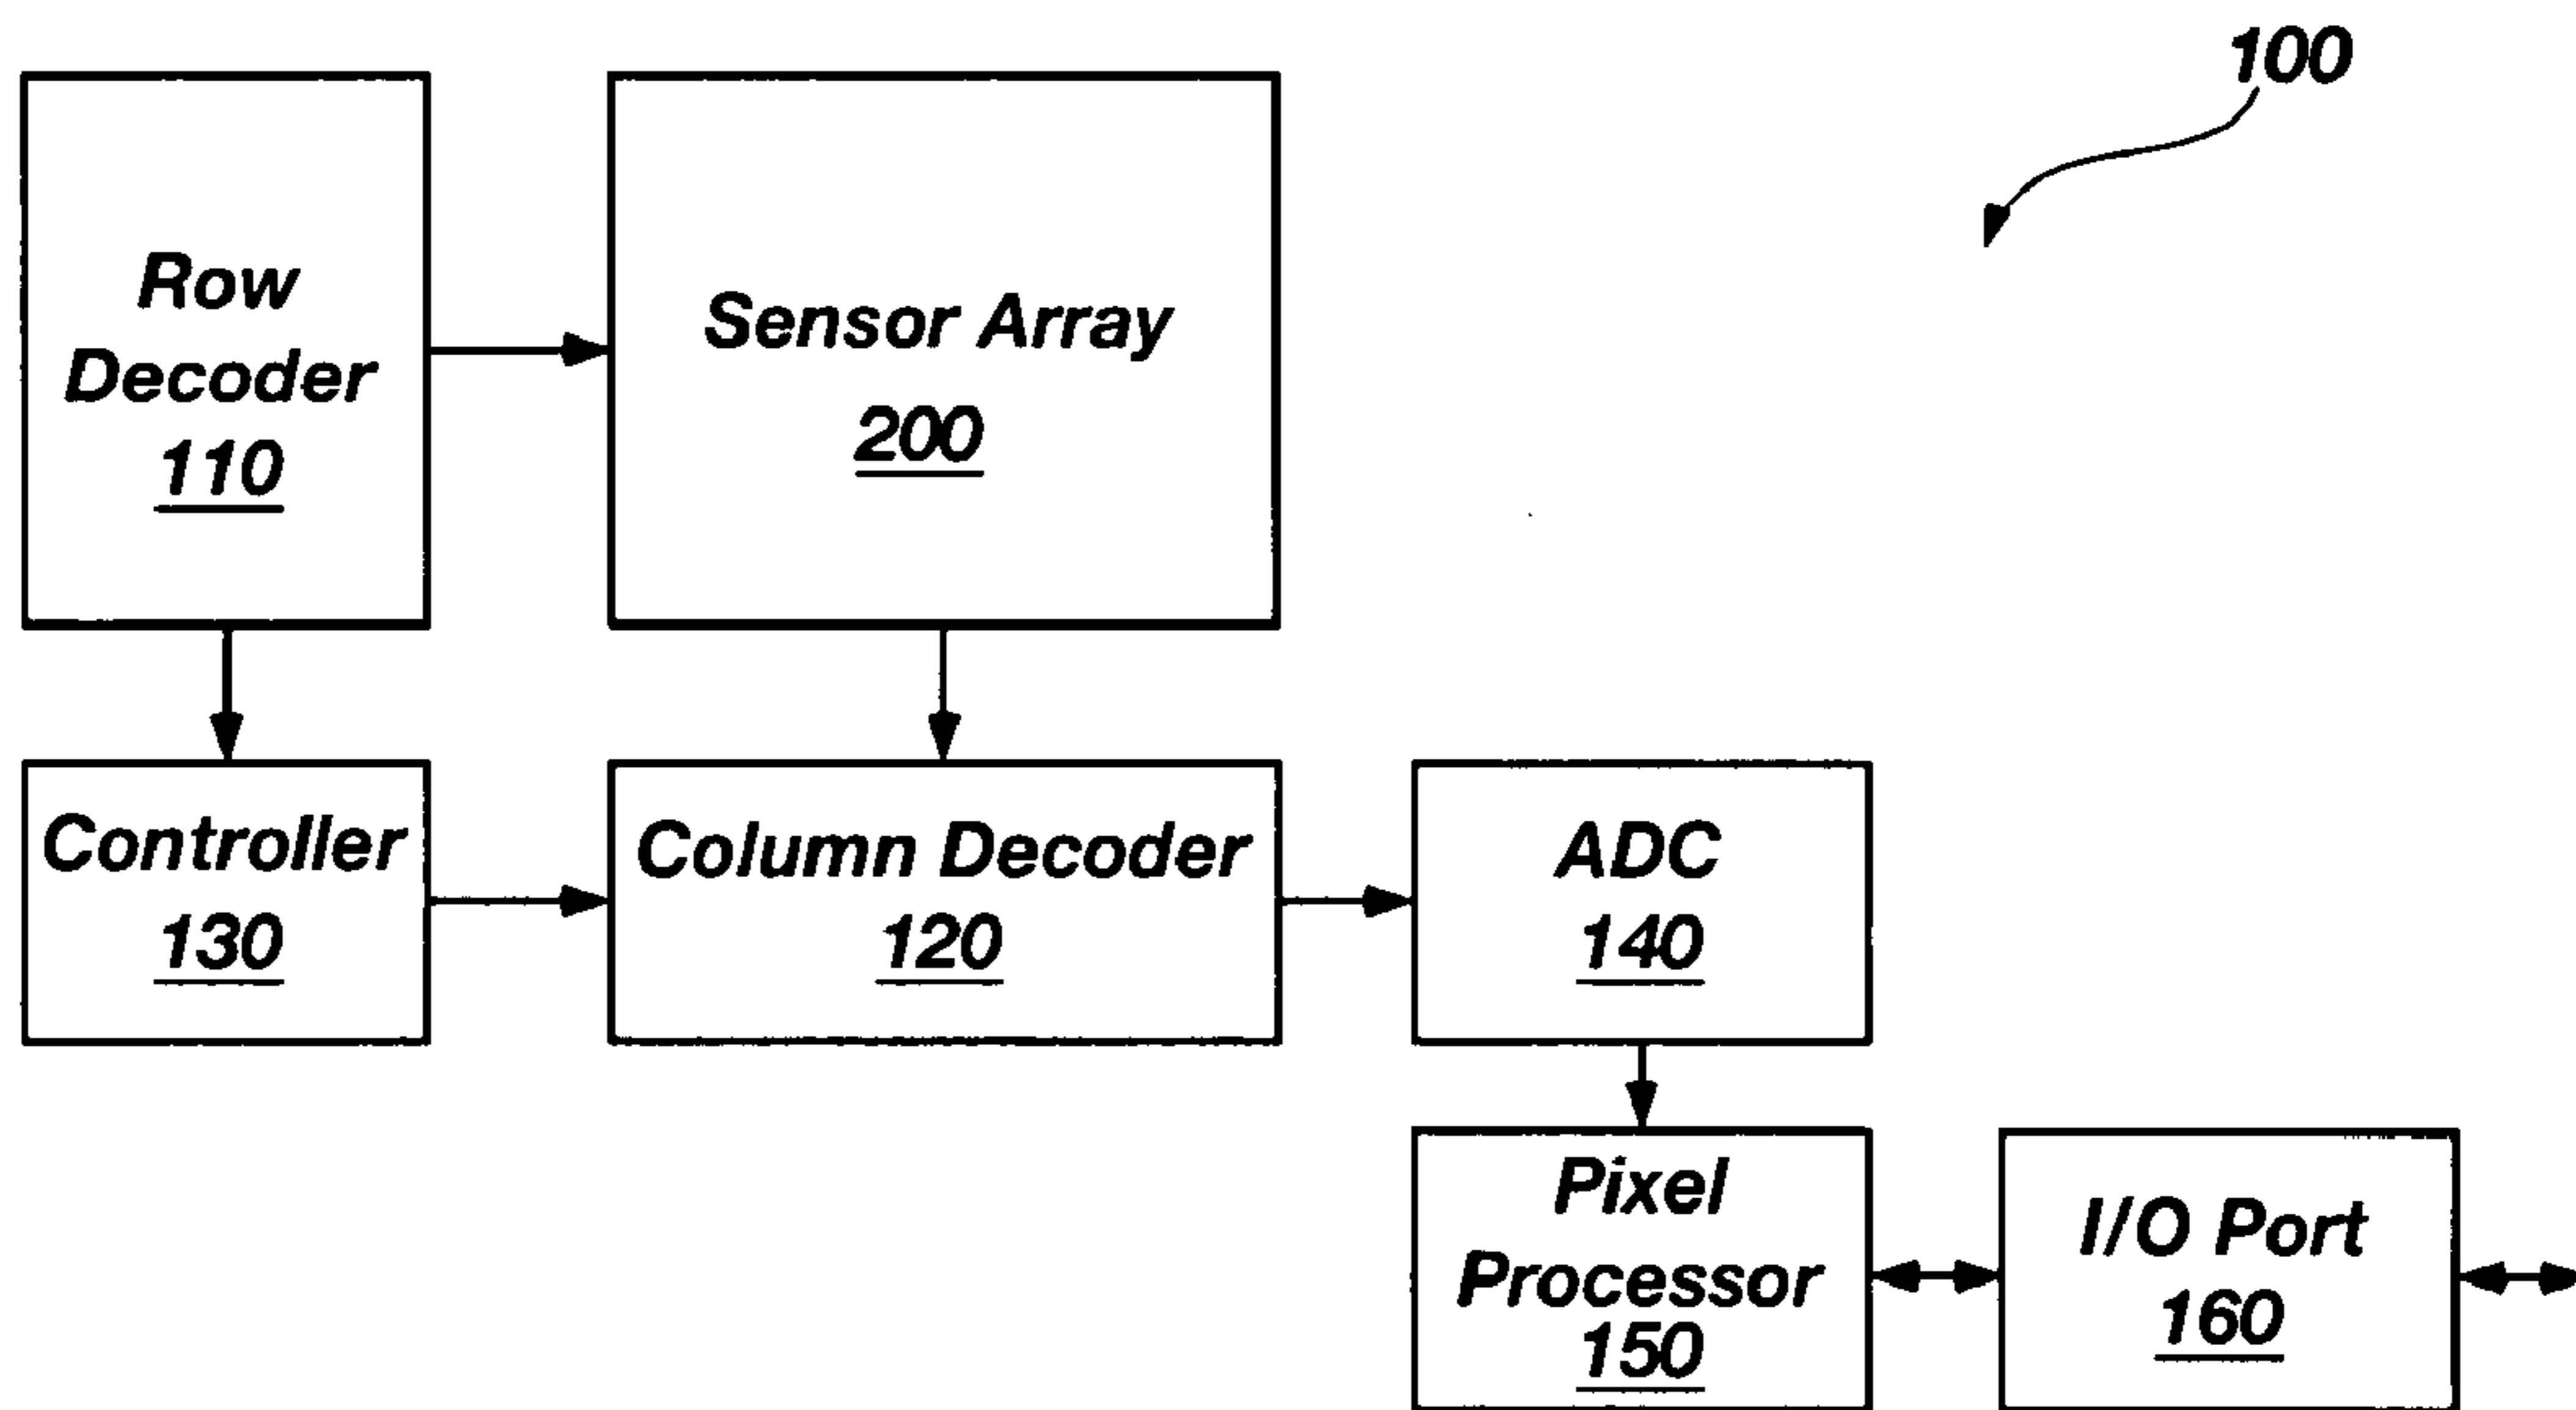 100
Row
Decoder
110
Sensor Array
200
Controller
130
Column Decoder
120
ADC
140
Pixel
Processor
150
I/O Port
160